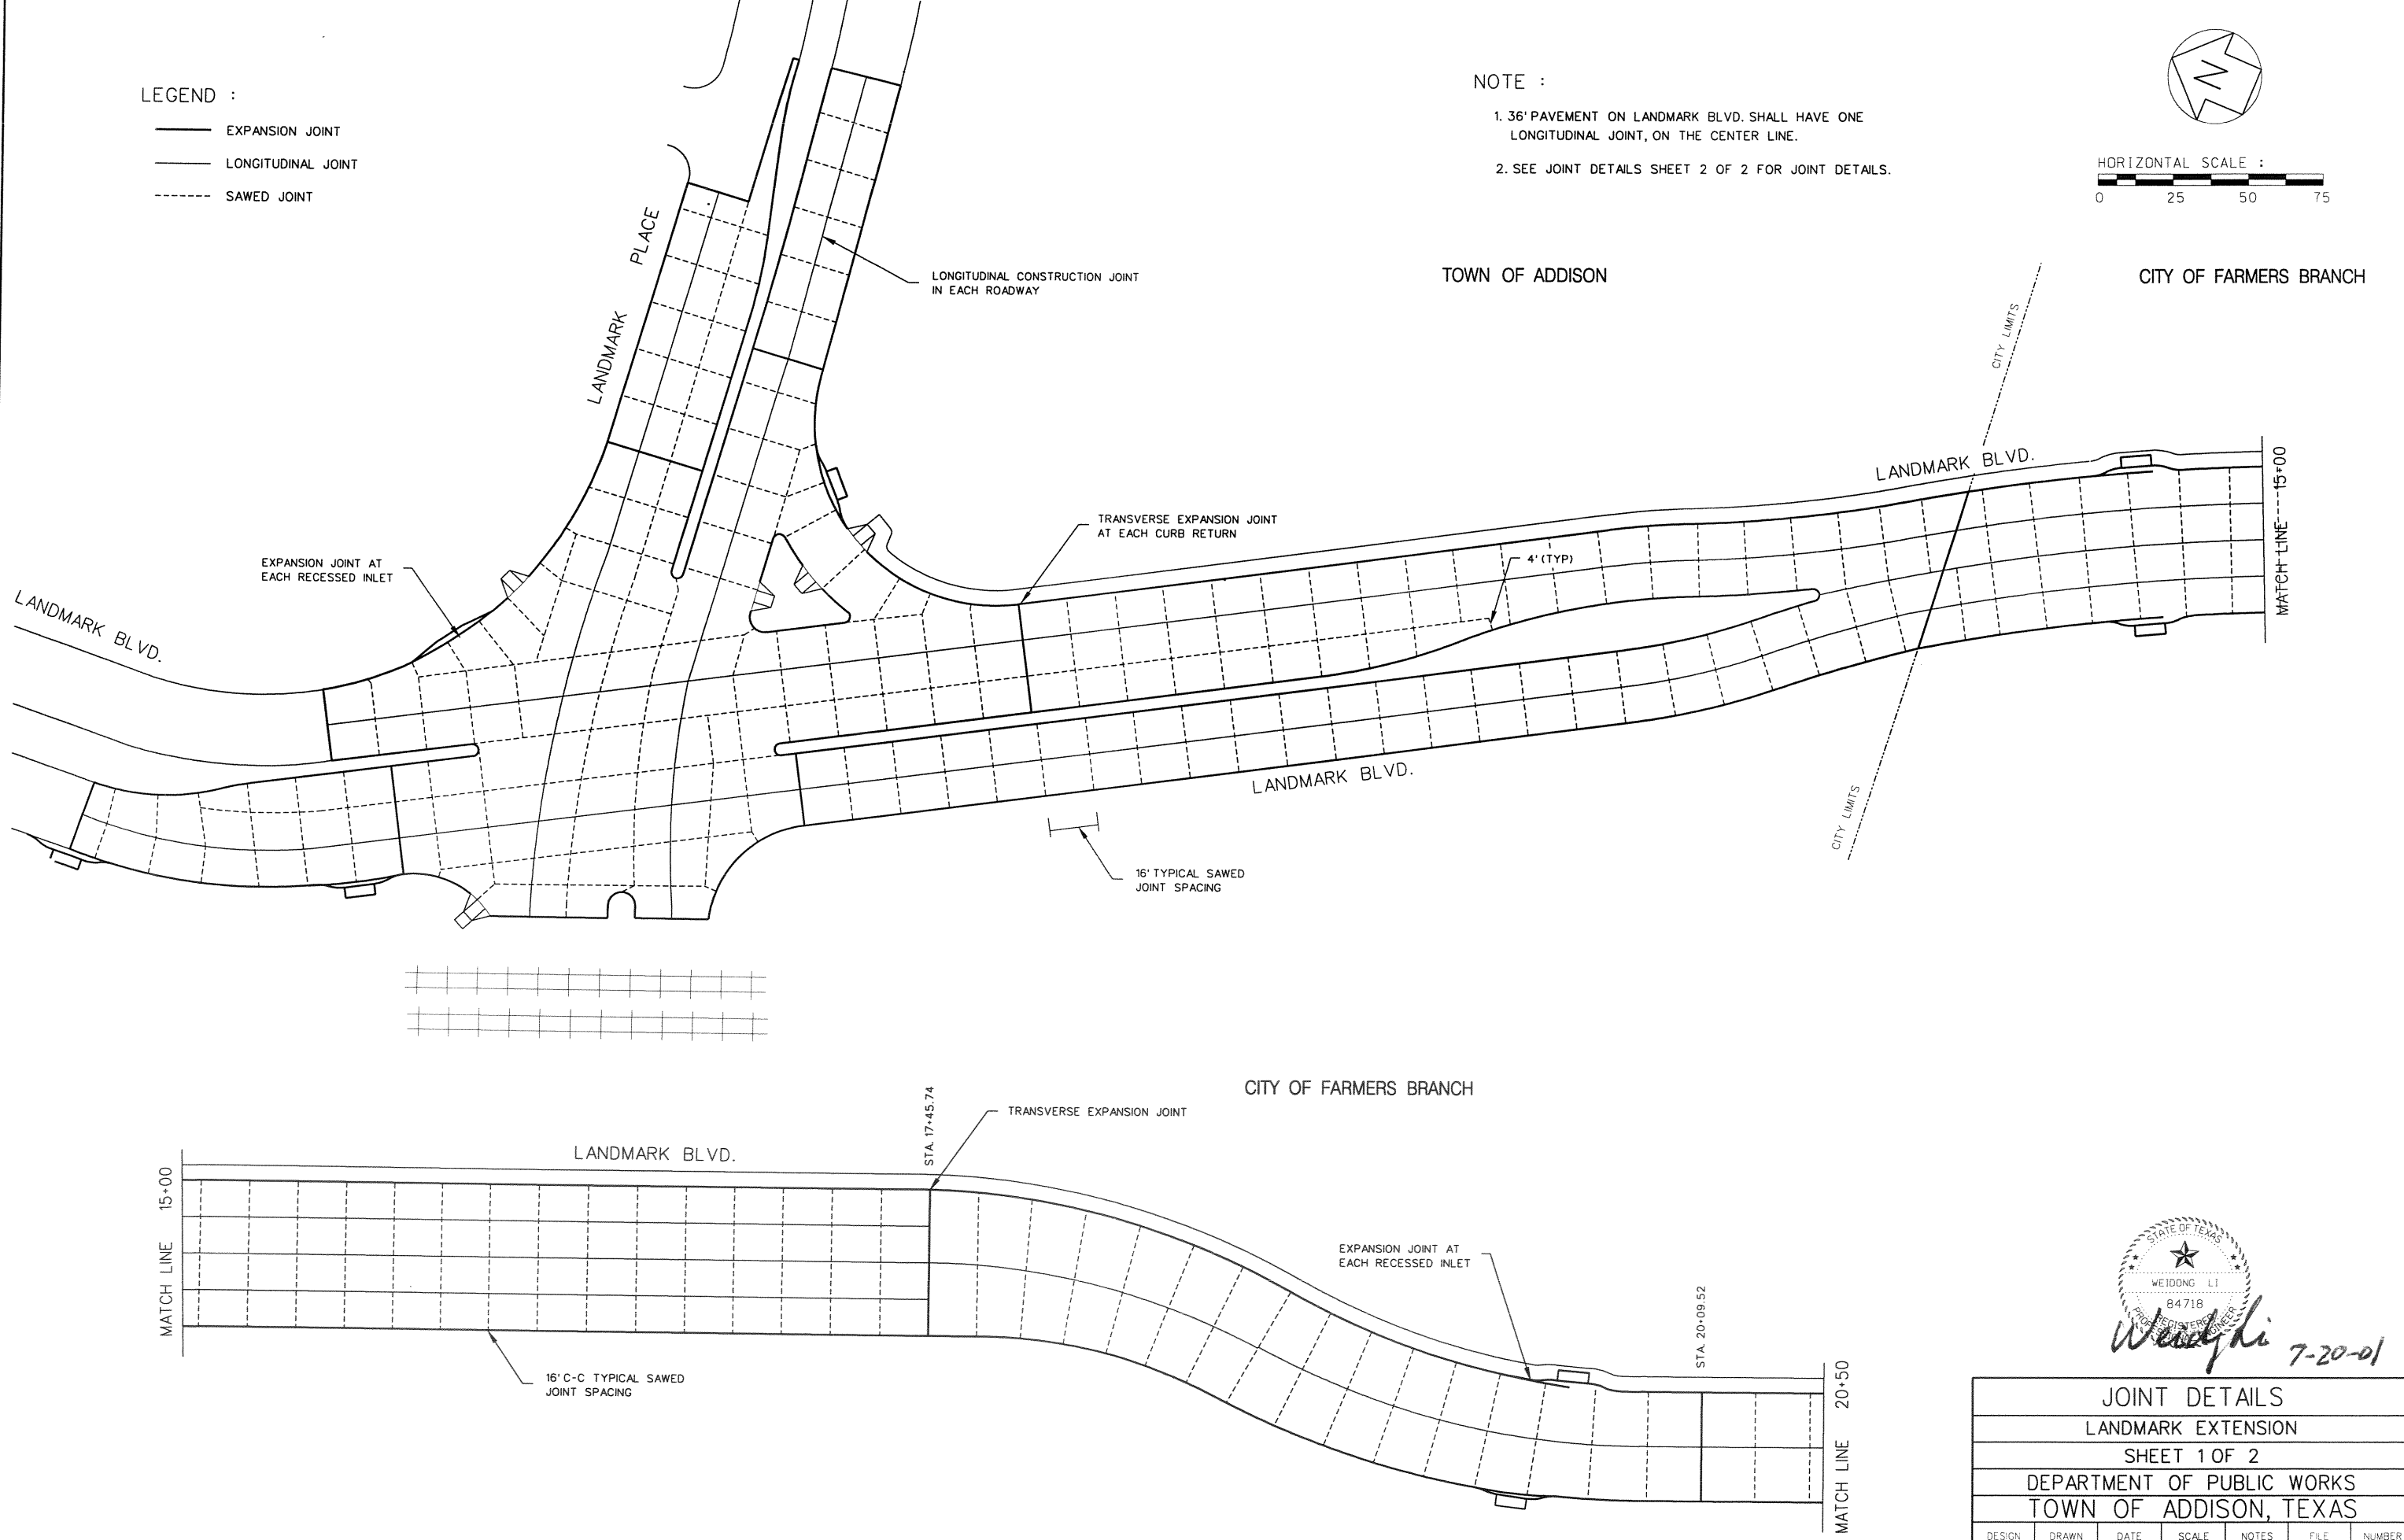 LEGEND :
EXPANSION JOINT
LONGITUDINAL JOINT
SAWED JOINT
NOTE :
1. 36' PAVEMENT ON LANDMARK BLVD. SHALL HAVE ONE
LONGITUDINAL JOINT, ON THE CENTER LINE.
2. SEE JOINT DETAILS SHEET 2 OF 2 FOR JOINT DETAILS.
N
HORIZONTAL SCALE :
0 25 50 75
LANDMARK PLACE
LONGITUDINAL CONSTRUCTION JOINT
IN EACH ROADWAY
TOWN OF ADDISON
CITY OF FARMERS BRANCH
CITY LIMITS
LANDMARK BLVD.
MATCH LINE 15+00
TRANSVERSE EXPANSION JOINT
AT EACH CURB RETURN
4' (TYP)
EXPANSION JOINT AT
EACH RECESSED INLET
LANDMARK BLVD.
LANDMARK BLVD.
CITY LIMITS
16' TYPICAL SAWED
JOINT SPACING
CITY OF FARMERS BRANCH
STA. 17+45.74
TRANSVERSE EXPANSION JOINT
LANDMARK BLVD.
MATCH LINE 15+00
EXPANSION JOINT AT
EACH RECESSED INLET
STA. 20+09.52
16' C-C TYPICAL SAWED
JOINT SPACING
MATCH LINE 20+50
STATE OF TEXAS
WEIDONG LI
84718
REGISTERED
PROFESSIONAL ENGINEER
Weidong Li 7-20-01
JOINT DETAILS
LANDMARK EXTENSION
SHEET 1 OF 2
DEPARTMENT OF PUBLIC WORKS
TOWN OF ADDISON, TEXAS
DESIGN DRAWN DATE SCALE NOTES FILE NUMBER